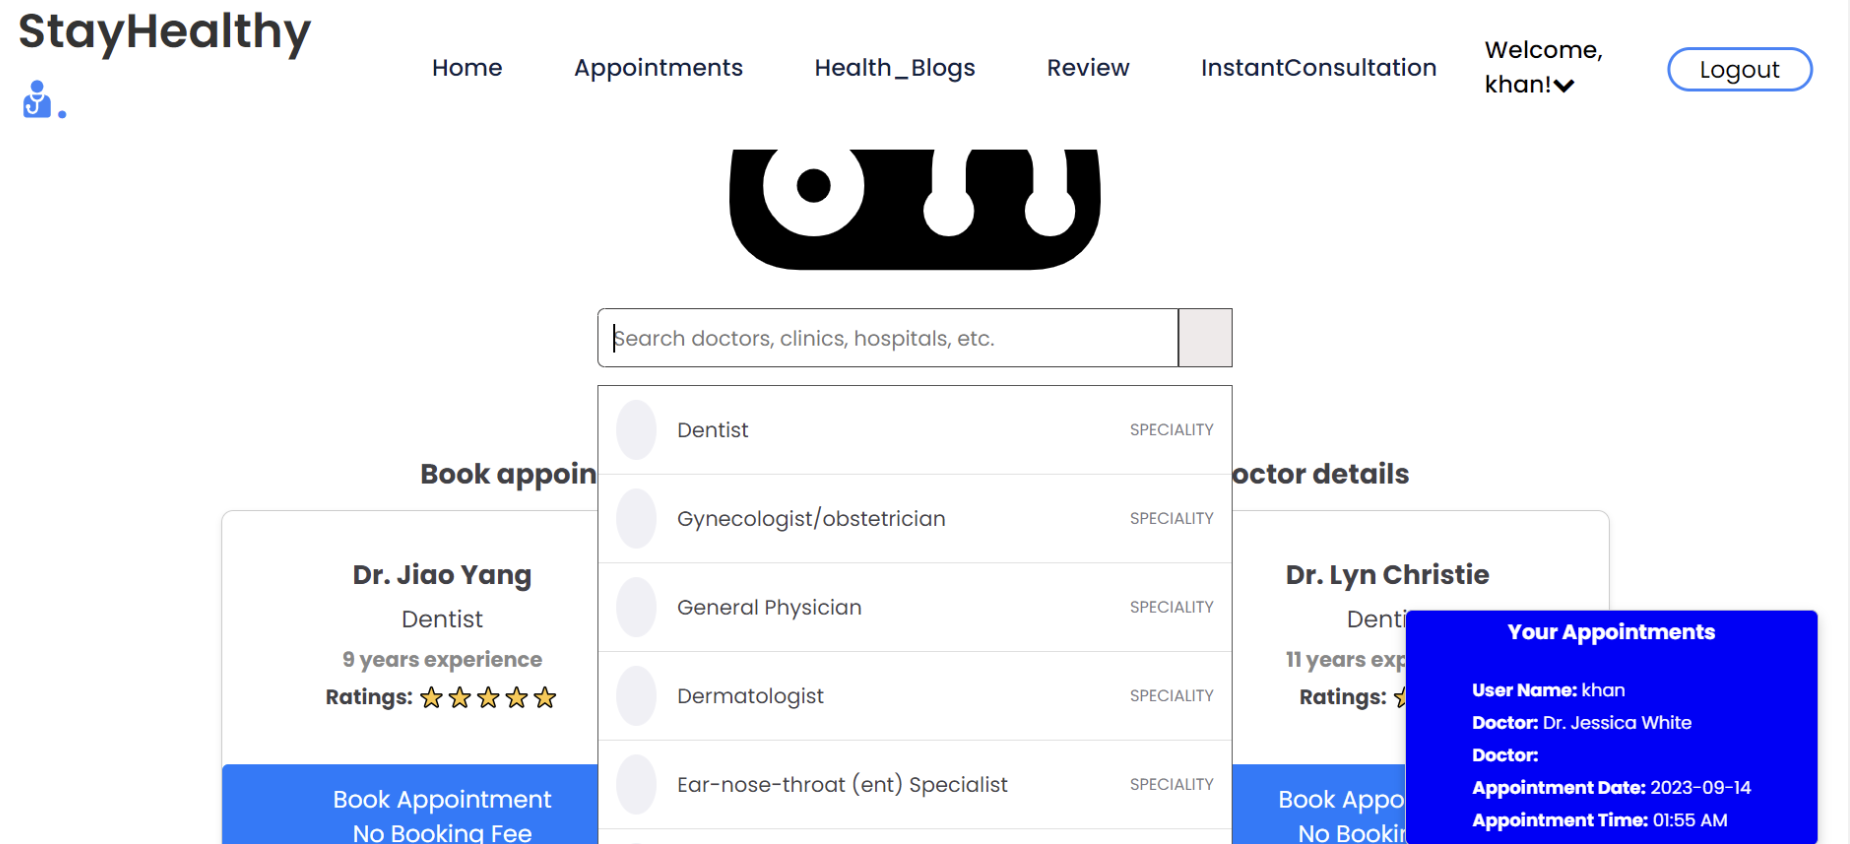 StayHealthy
Home
Appointments
Health_Blogs
Review
InstantConsultation
Welcome,
khan!
Logout
Search doctors, clinics, hospitals, etc.
Dentist SPECIALITY
Gynecologist/obstetrician SPECIALITY
General Physician SPECIALITY
Dermatologist SPECIALITY
Ear-nose-throat (ent) Specialist SPECIALITY
Book appoin
octor details
Dr. Jiao Yang
Dentist
9 years experience
Ratings:
Book Appointment
No Booking Fee
Dr. Lyn Christie
Denti
11 years exp
Ratings:
Book Appo
No Bookin
Your Appointments
User Name: khan
Doctor: Dr. Jessica White
Doctor:
Appointment Date: 2023-09-14
Appointment Time: 01:55 AM